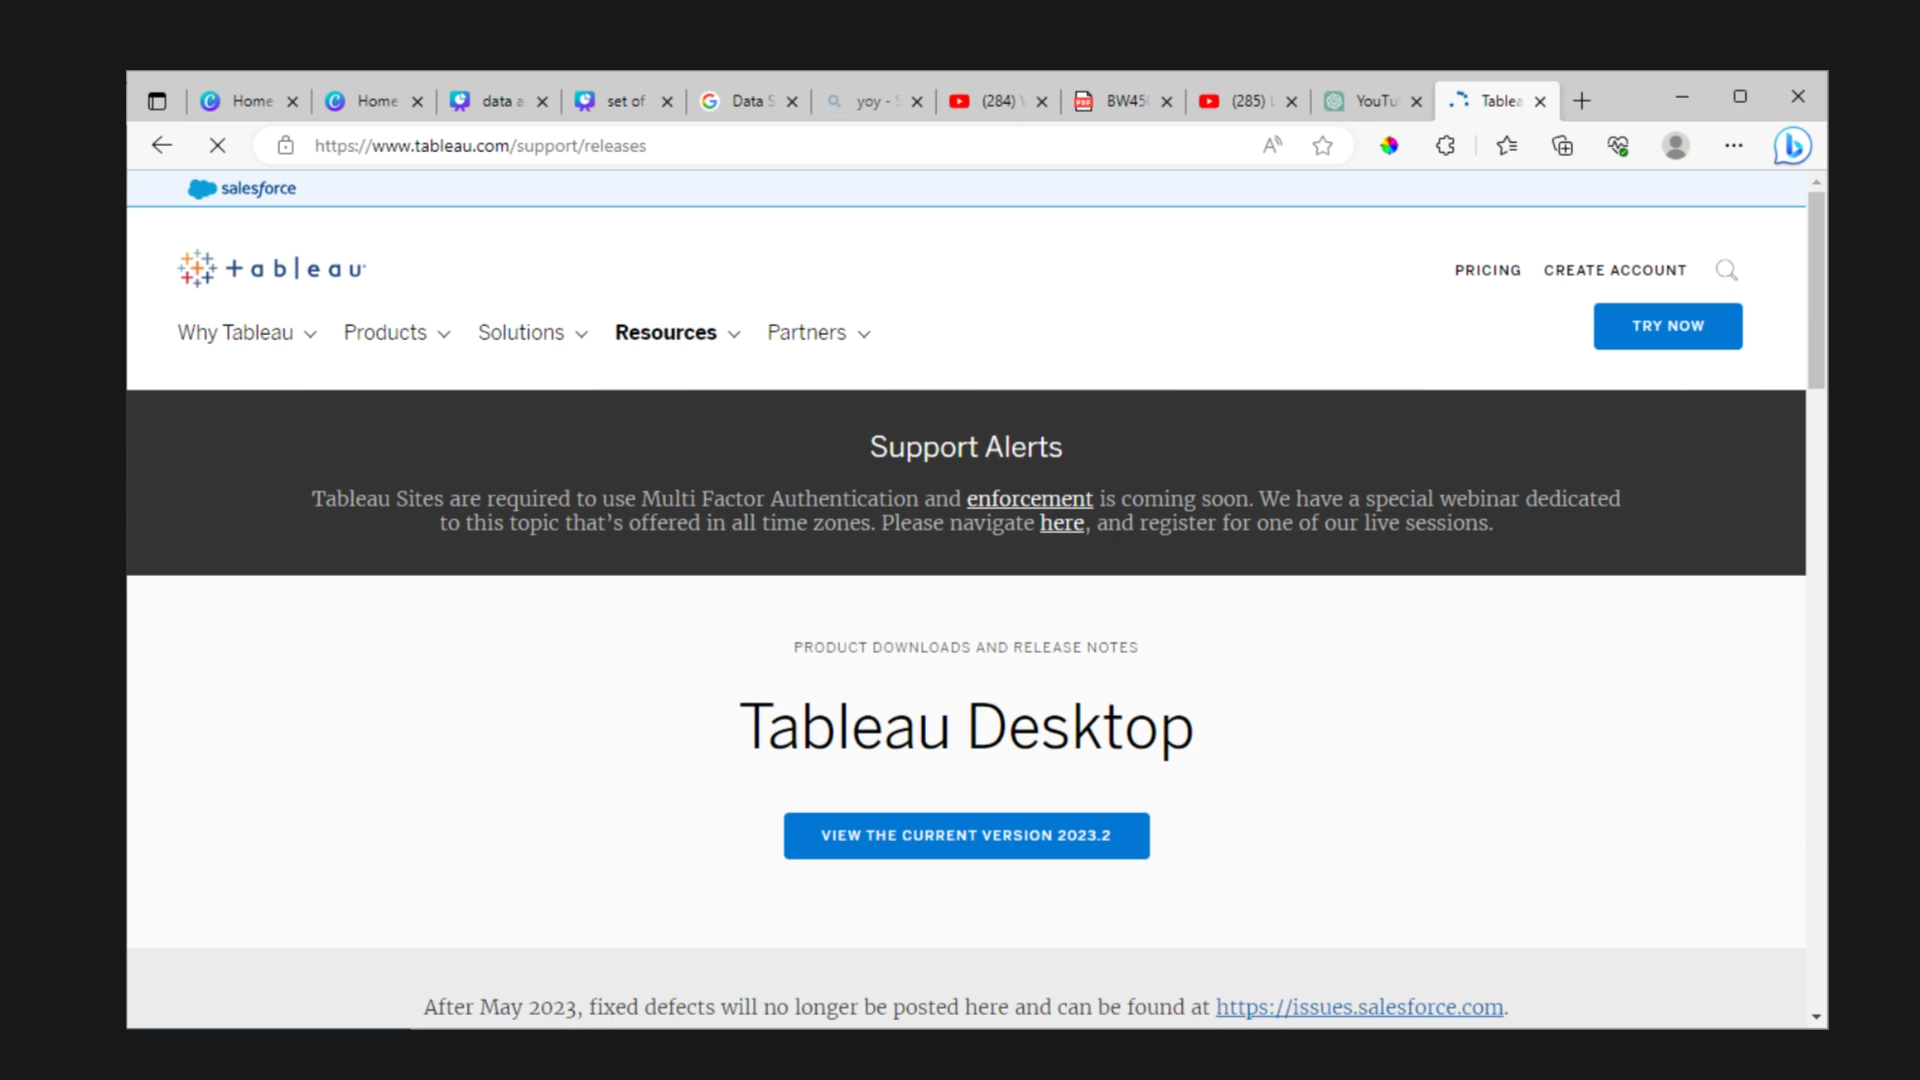 Home
Home
data a
set of
Data S
yoy - S
(284)
BW45
(285)
YouTu
Tablea
https://www.tableau.com/support/releases
salesforce
+ableau
PRICING
CREATE ACCOUNT
Why Tableau
Products
Solutions
Resources
Partners
TRY NOW
Support Alerts
Tableau Sites are required to use Multi Factor Authentication and enforcement is coming soon. We have a special webinar dedicated
to this topic that’s offered in all time zones. Please navigate here, and register for one of our live sessions.
PRODUCT DOWNLOADS AND RELEASE NOTES
Tableau Desktop
VIEW THE CURRENT VERSION 2023.2
After May 2023, fixed defects will no longer be posted here and can be found at https://issues.salesforce.com.